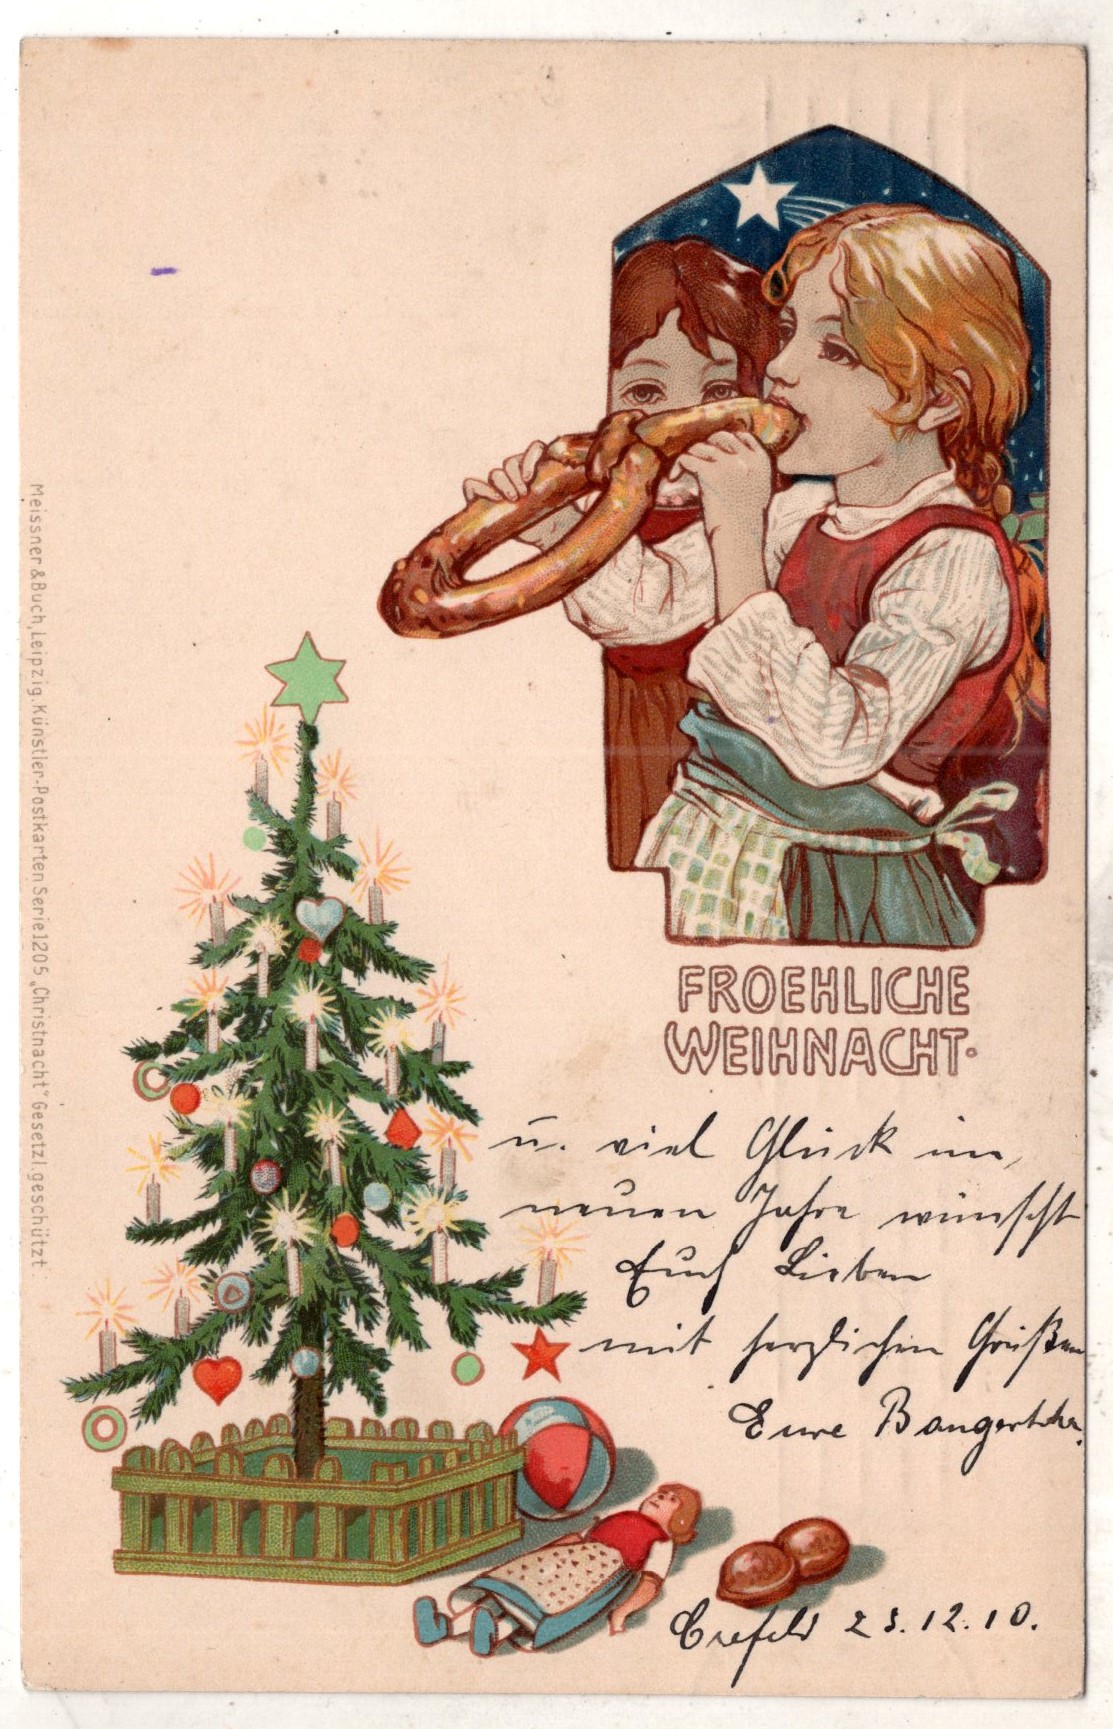 Meissner & Buch, Leipzig. Künstler-Postkarten Serie 1205 „Christnacht“ Gesetzl. geschützt.
FROEHLICHE
WEIHNACHT.
u. viel Glück im
neuen Jahre wünscht
Euch Lieben
mit herzlichen Grüßen
Eure
Crefeld 23.12.10.